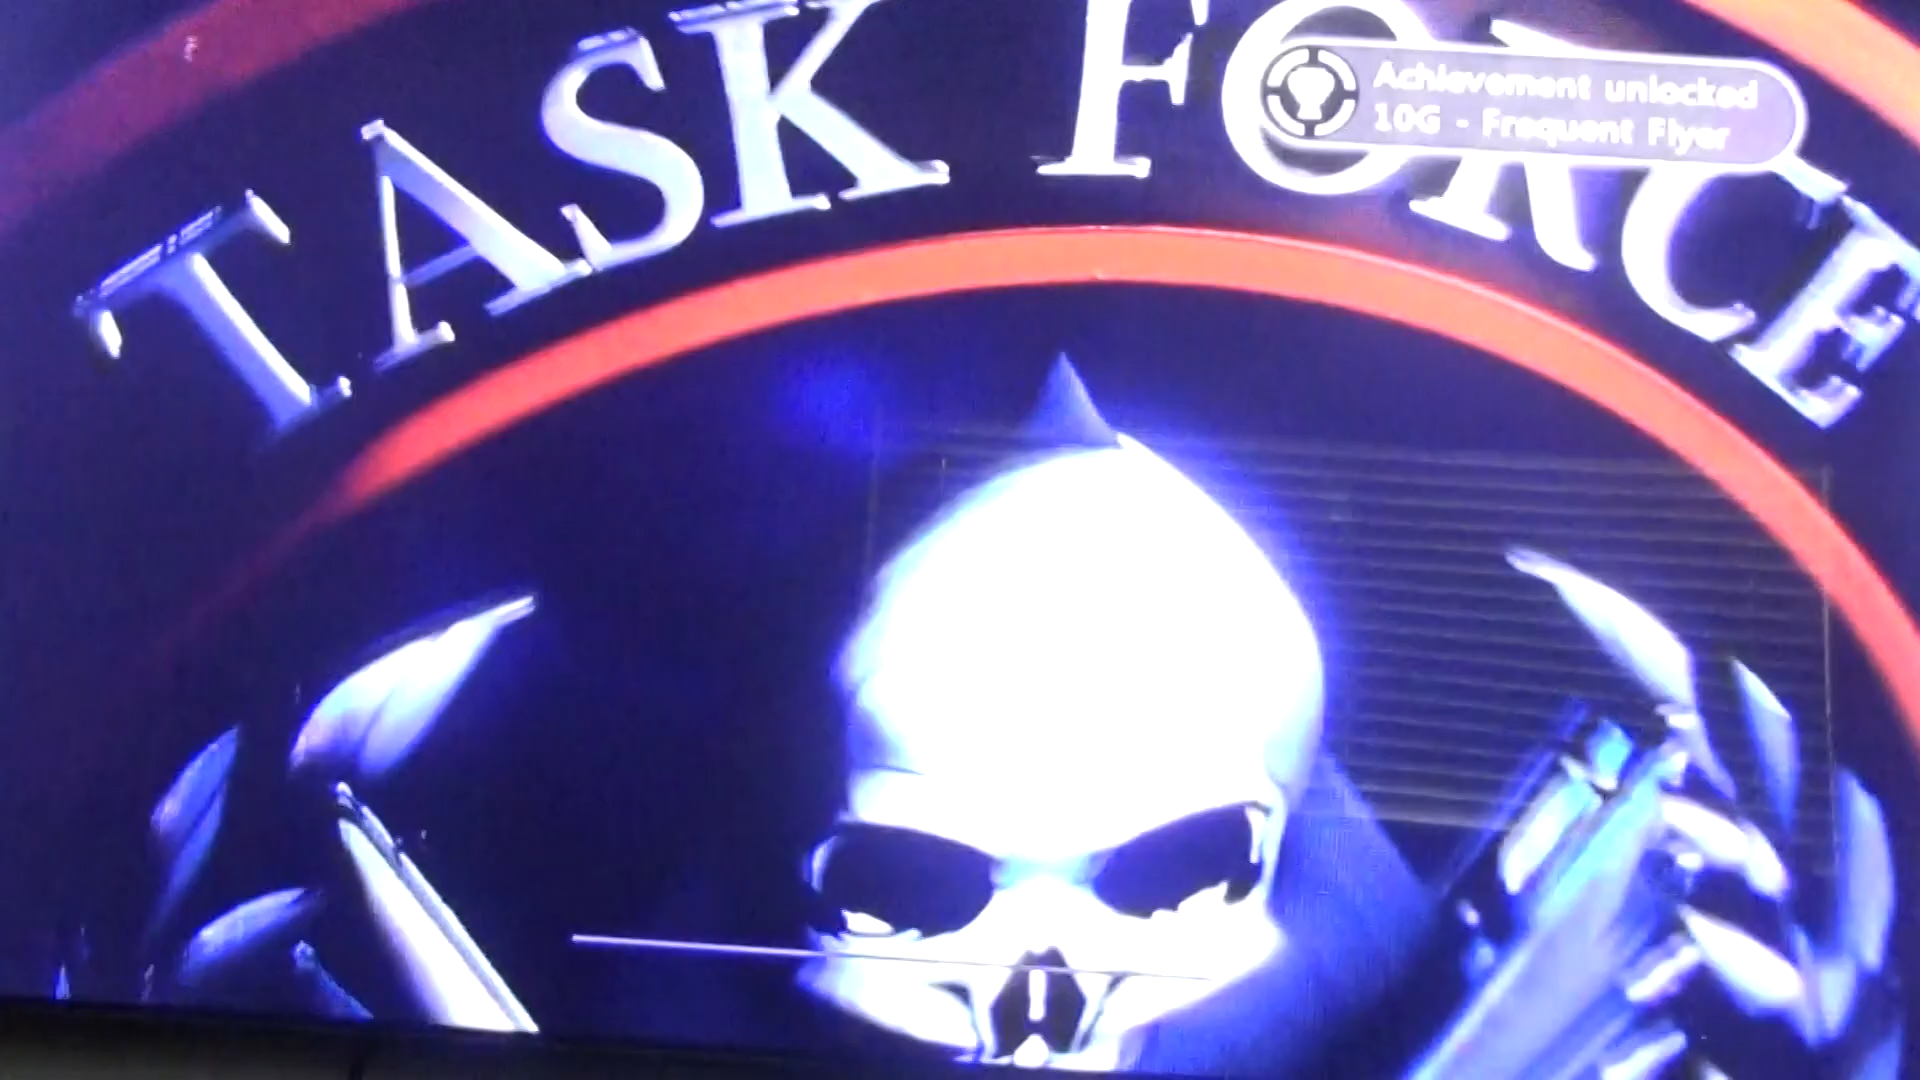 TASK FORCE
Achievement unlocked
10G - Frequent Flyer